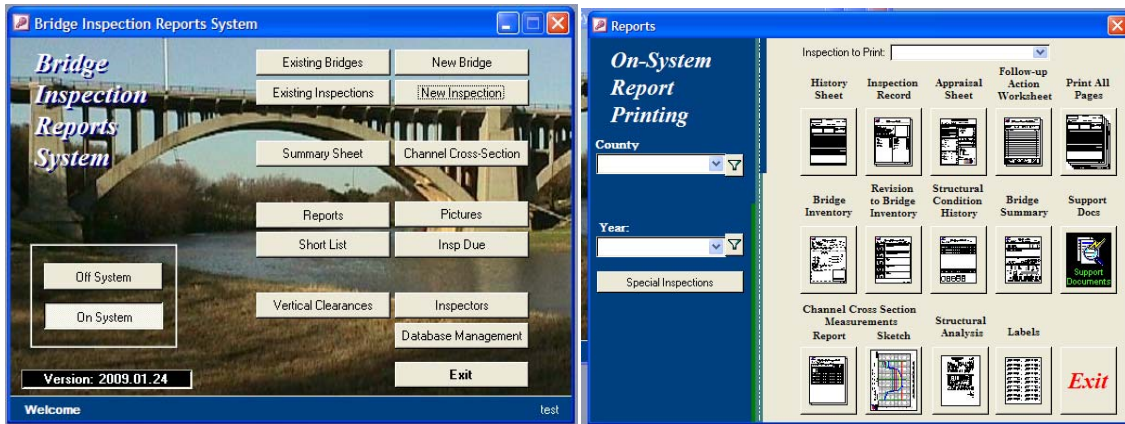 Bridge Inspection Reports System
Bridge
Inspection
Reports
System
Existing Bridges
New Bridge
Existing Inspections
New Inspection
Summary Sheet
Channel Cross-Section
Reports
Pictures
Short List
Insp Due
Off System
On System
Vertical Clearances
Inspectors
Database Management
Exit
Version: 2009.01.24
Welcome
test
Reports
On-System
Report
Printing
County
Year:
Special Inspections
Inspection to Print:
History
Sheet
Inspection
Record
Appraisal
Sheet
Follow-up
Action
Worksheet
Print All
Pages
Bridge
Inventory
Revision
to Bridge
Inventory
Structural
Condition
History
Bridge
Summary
Support
Docs
Support
Documents
Channel Cross Section
Measurements
Report
Sketch
Structural
Analysis
Labels
Exit